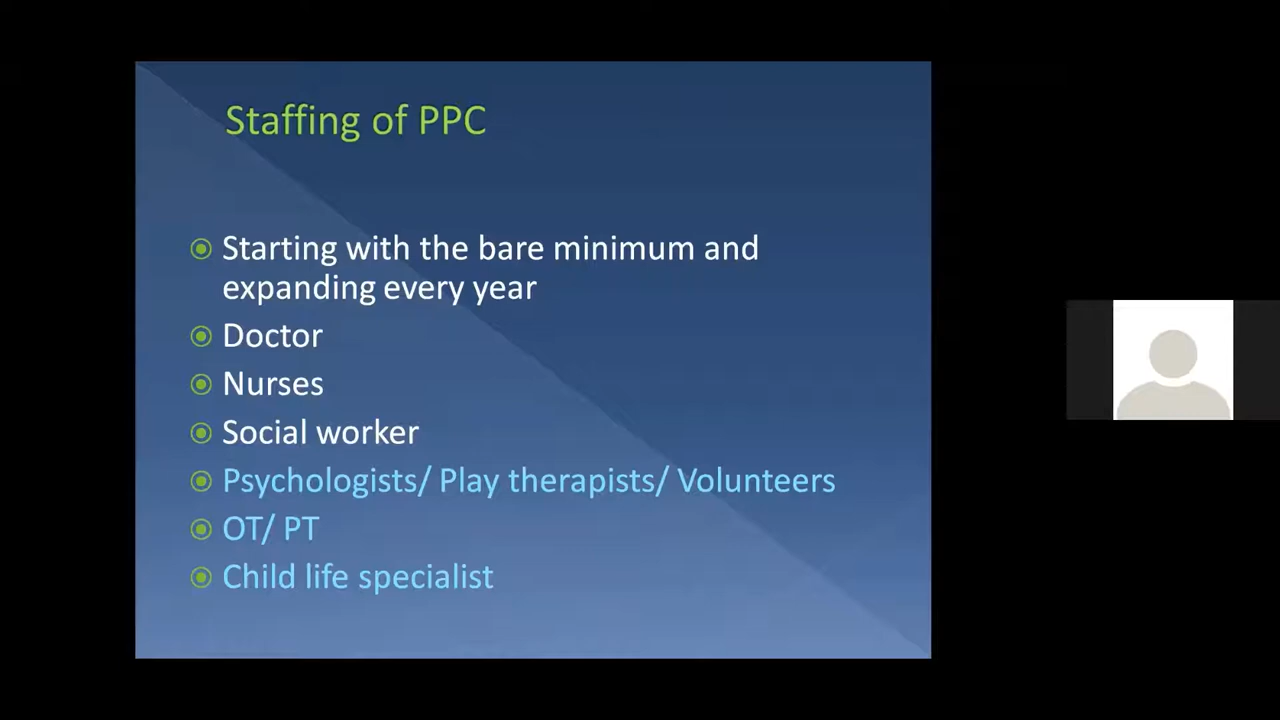 Staffing of PPC
Starting with the bare minimum and
expanding every year
Doctor
Nurses
Social worker
Psychologists/ Play therapists/ Volunteers
OT/ PT
Child life specialist